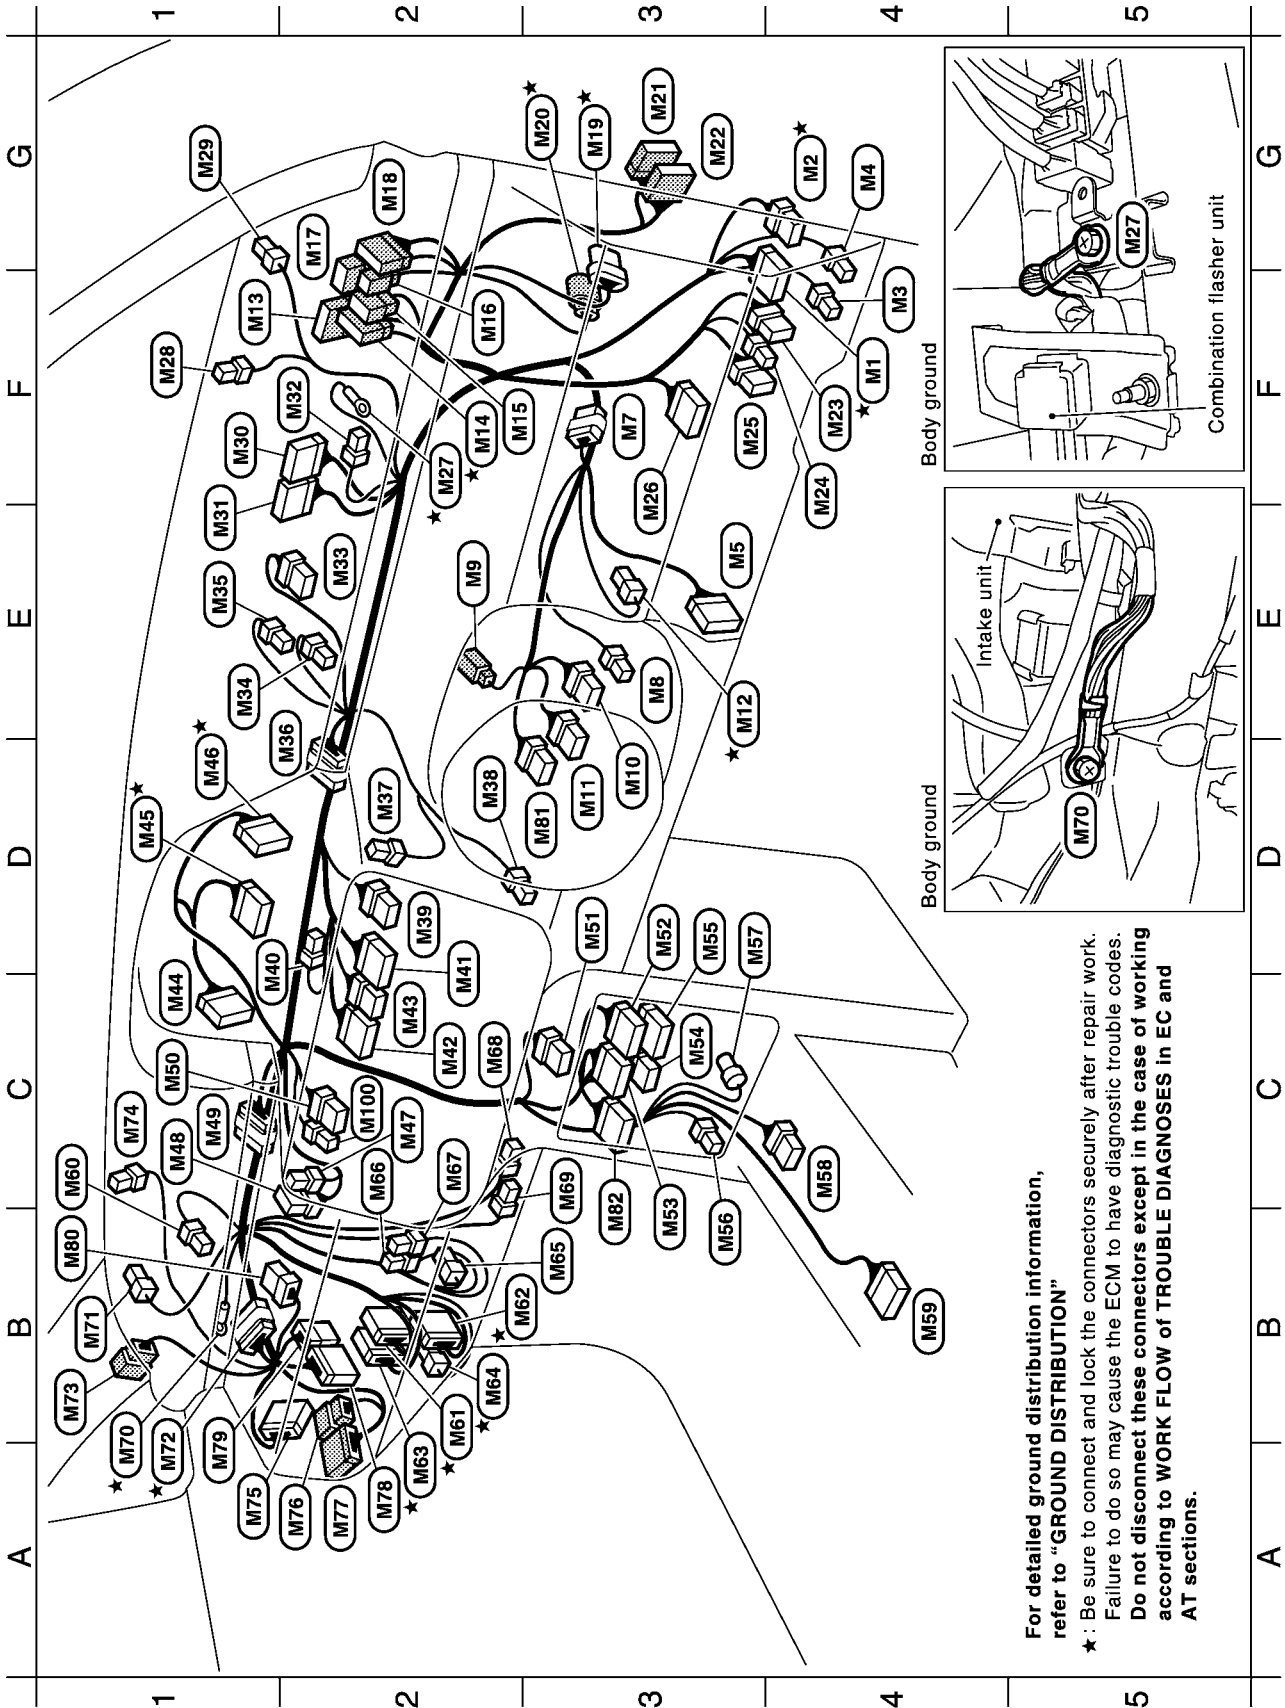 A
B
C
D
E
F
G
1
2
3
4
5
M29
M20 ★
M19 ★
M21
M22
M2 ★
M4
M18
M17
M13
M28
M16
M3
M1 ★
M23
M15
M14 ★
M32
M30
M31
M27 ★
M7
M25
M24
M26
M5
M9
M33
M35
M34
M8
M12 ★
M36
M46 ★
M45 ★
M37
M38
M81
M11
M10
M39
M41
M40
M43
M42
M44
M51
M52
M55
M57
M54
M50
M49
M100
M47
M68
M74
M48
M66
M67
M60
M80
M69
M82
M53
M56
M58
M65
M71
M62 ★
M59
M73
M64 ★
M70 ★
M72 ★
M79
M61 ★
M63 ★
M75
M76
M77
M78
Body ground
M70
Intake unit
Body ground
M27
Combination flasher unit
For detailed ground distribution information,
refer to “GROUND DISTRIBUTION”
★ : Be sure to connect and lock the connectors securely after repair work.
Failure to do so may cause the ECM to have diagnostic trouble codes.
Do not disconnect these connectors except in the case of working
according to WORK FLOW of TROUBLE DIAGNOSES in EC and
AT sections.
A
B
C
D
E
F
G
1
2
3
4
5